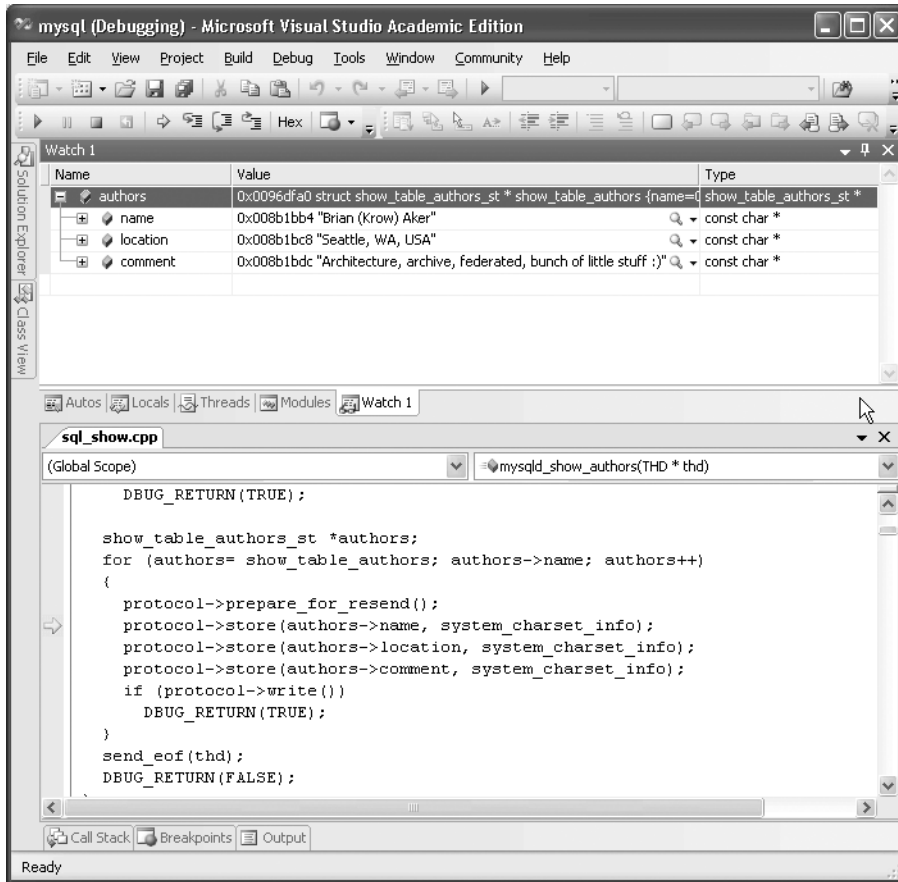 mysql (Debugging) - Microsoft Visual Studio Academic Edition
File Edit View Project Build Debug Tools Window Community Help
Hex
Watch 1
Name Value Type
authors 0x0096dfa0 struct show_table_authors_st * show_table_authors {name=0 show_table_authors_st *
name 0x008b1bb4 "Brian (Krow) Aker" const char *
location 0x008b1bc8 "Seattle, WA, USA" const char *
comment 0x008b1bdc "Architecture, archive, federated, bunch of little stuff :)" const char *
Solution Explorer
Class View
Autos Locals Threads Modules Watch 1
sql_show.cpp
(Global Scope) mysqld_show_authors(THD * thd)
DBUG_RETURN(TRUE);
show_table_authors_st *authors;
for (authors= show_table_authors; authors->name; authors++)
{
protocol->prepare_for_resend();
protocol->store(authors->name, system_charset_info);
protocol->store(authors->location, system_charset_info);
protocol->store(authors->comment, system_charset_info);
if (protocol->write())
DBUG_RETURN(TRUE);
}
send_eof(thd);
DBUG_RETURN(FALSE);
Call Stack Breakpoints Output
Ready